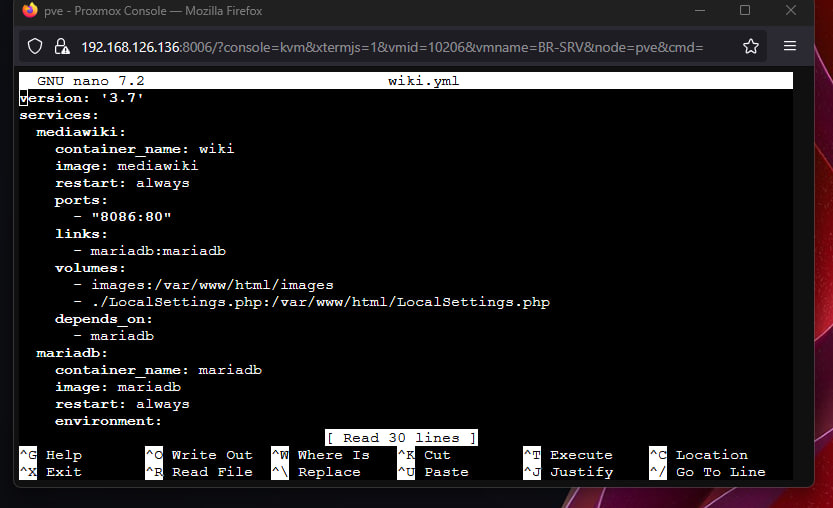 pve - Proxmox Console — Mozilla Firefox
192.168.126.136:8006/?console=kvm&xtermjs=1&vmid=10206&vmname=BR-SRV&node=pve&cmd=
GNU nano 7.2 wiki.yml
version: '3.7'
services:
  mediawiki:
    container_name: wiki
    image: mediawiki
    restart: always
    ports:
      - "8086:80"
    links:
      - mariadb:mariadb
    volumes:
      - images:/var/www/html/images
      - ./LocalSettings.php:/var/www/html/LocalSettings.php
    depends_on:
      - mariadb
  mariadb:
    container_name: mariadb
    image: mariadb
    restart: always
    environment:
[ Read 30 lines ]
^G Help ^O Write Out ^W Where Is ^K Cut ^T Execute ^C Location
^X Exit ^R Read File ^\ Replace ^U Paste ^J Justify ^/ Go To Line